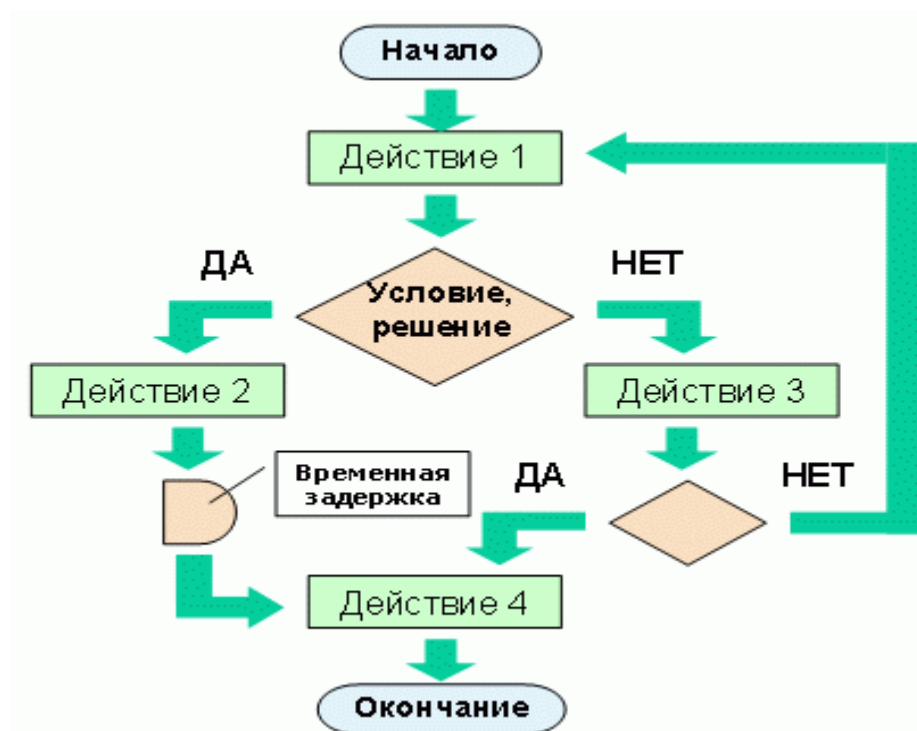 Начало
Действие 1
ДА
НЕТ
Условие,
решение
Действие 2
Действие 3
Временная
задержка
ДА
НЕТ
Действие 4
Окончание